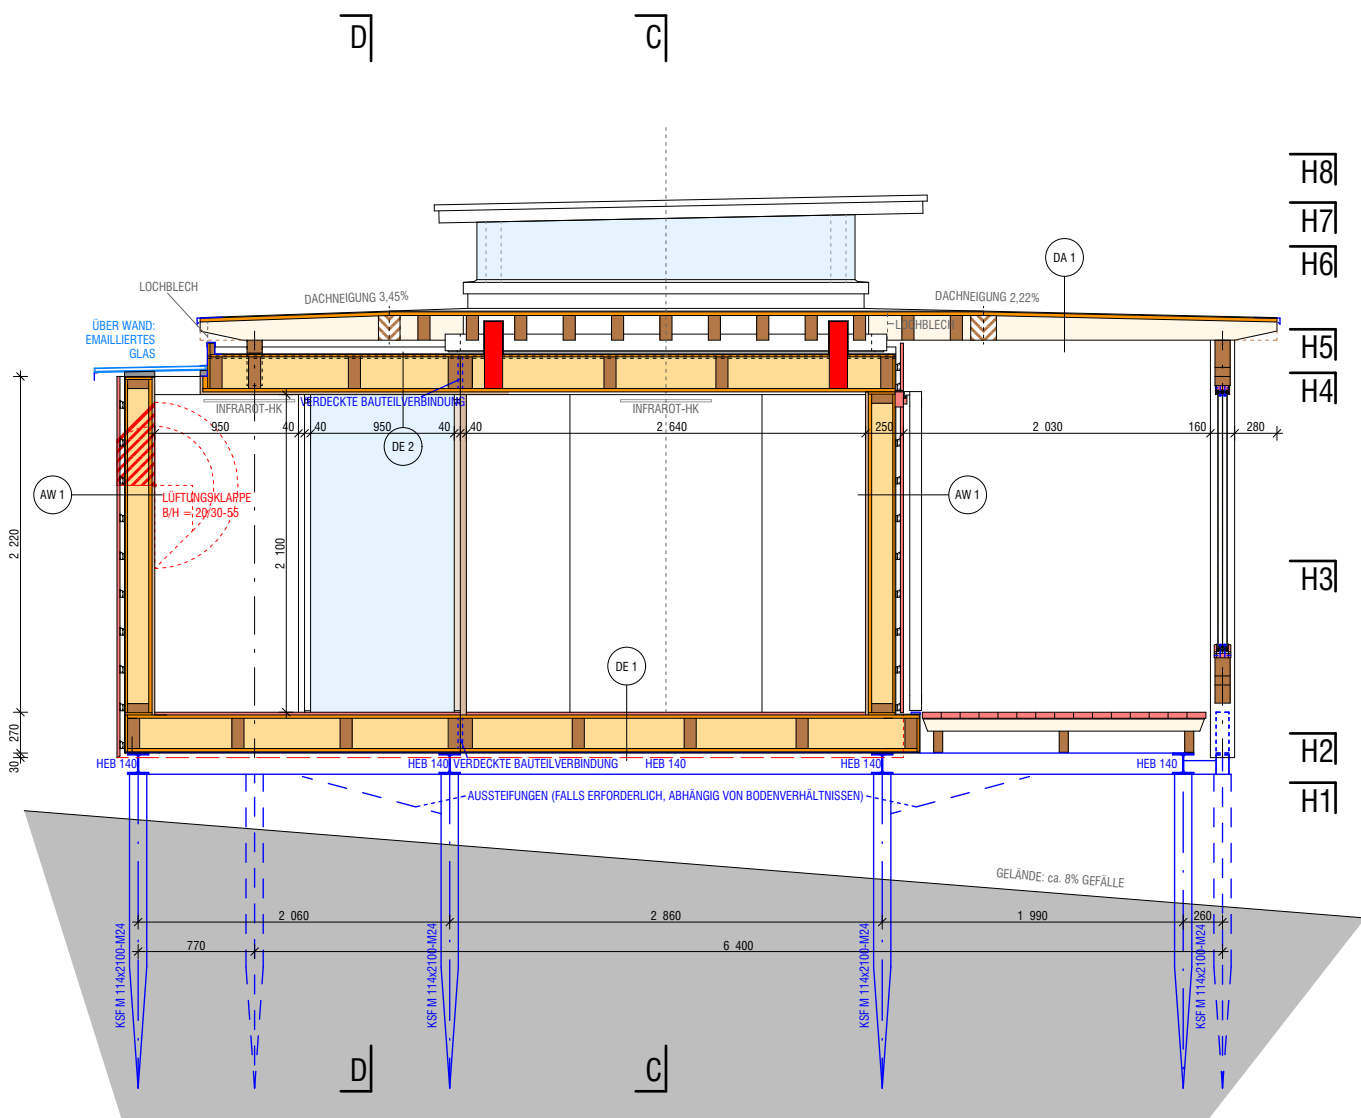 D
C
H8
H7
H6
H5
H4
H3
H2
H1
DA 1
LOCHBLECH
DACHNEIGUNG 3,45%
DACHNEIGUNG 2,22%
LOCHBLECH
ÜBER WAND:
EMAILLIERTES
GLAS
VERDECKTE BAUTEILVERBINDUNG
INFRAROT-HK
INFRAROT-HK
950
40
40
950
40
40
2 640
250
2 030
160
280
DE 2
AW 1
AW 1
LÜFTUNGSKLAPPE
B/H = 20/30-55
2 220
2 100
270
30
DE 1
HEB 140
HEB 140
VERDECKTE BAUTEILVERBINDUNG
HEB 140
HEB 140
HEB 140
AUSSTEIFUNGEN (FALLS ERFORDERLICH, ABHÄNGIG VON BODENVERHÄLTNISSEN)
GELÄNDE: ca. 8% GEFÄLLE
2 060
2 860
1 990
260
770
6 400
KSF M 114x2100-M24
KSF M 114x2100-M24
KSF M 114x2100-M24
KSF M 114x2100-M24
D
C